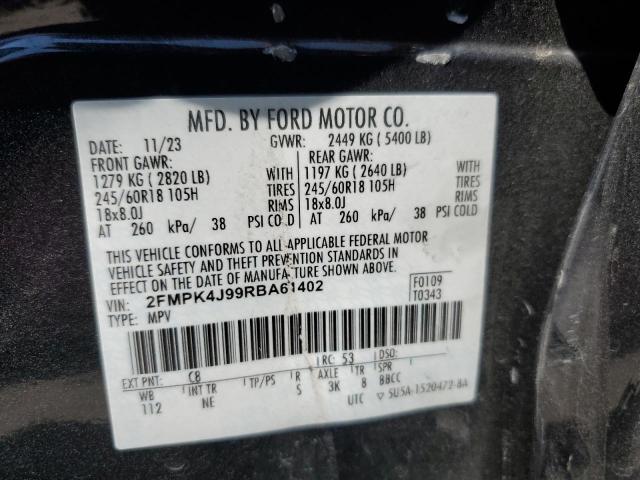 MFD. BY FORD MOTOR CO.
DATE: 11/23 GVWR: 2449 KG ( 5400 LB)
FRONT GAWR: REAR GAWR:
1279 KG ( 2820 LB) WITH 1197 KG ( 2640 LB) WITH
245/60R18 105H TIRES 245/60R18 105H TIRES
18x8.0J RIMS 18x8.0J RIMS
AT 260 kPa/ 38 PSI COLD AT 260 kPa/ 38 PSI COLD
THIS VEHICLE CONFORMS TO ALL APPLICABLE FEDERAL MOTOR
VEHICLE SAFETY AND THEFT PREVENTION STANDARDS IN
EFFECT ON THE DATE OF MANUFACTURE SHOWN ABOVE.
VIN: 2FMPK4J99RBA61402 F0109
TYPE: MPV T0343
EXT PNT: C8 RC: 53 DSO:
WB INT TR TP/PS R AXLE TR SPR
112 NE S 3K 8 BBCC
UTC ▽ 5U5A-1520472-BA